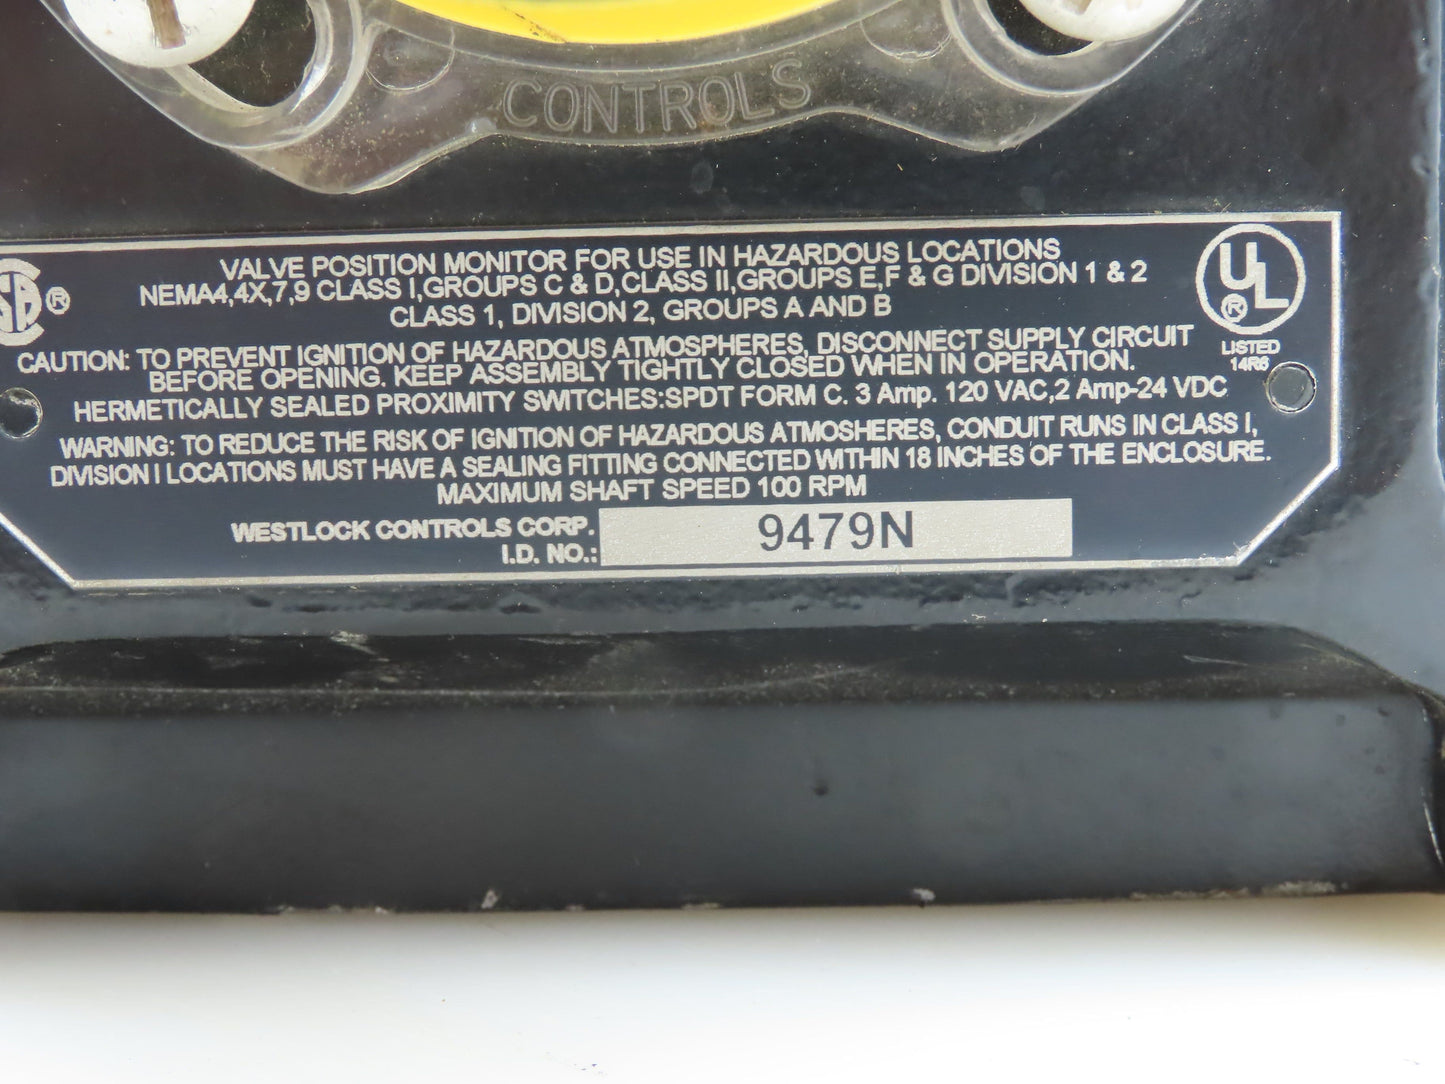 CONTROLS
VALVE POSITION MONITOR FOR USE IN HAZARDOUS LOCATIONS
NEMA4,4X,7,9 CLASS I,GROUPS C & D,CLASS II,GROUPS E,F & G DIVISION 1 & 2
CLASS 1, DIVISION 2, GROUPS A AND B
CAUTION: TO PREVENT IGNITION OF HAZARDOUS ATMOSPHERES, DISCONNECT SUPPLY CIRCUIT
BEFORE OPENING. KEEP ASSEMBLY TIGHTLY CLOSED WHEN IN OPERATION.
HERMETICALLY SEALED PROXIMITY SWITCHES:SPDT FORM C. 3 Amp. 120 VAC,2 Amp-24 VDC
WARNING: TO REDUCE THE RISK OF IGNITION OF HAZARDOUS ATMOSHERES, CONDUIT RUNS IN CLASS I,
DIVISION I LOCATIONS MUST HAVE A SEALING FITTING CONNECTED WITHIN 18 INCHES OF THE ENCLOSURE.
MAXIMUM SHAFT SPEED 100 RPM
WESTLOCK CONTROLS CORP.
I.D. NO.: 9479N
SA ®
UL ®
LISTED
14R6